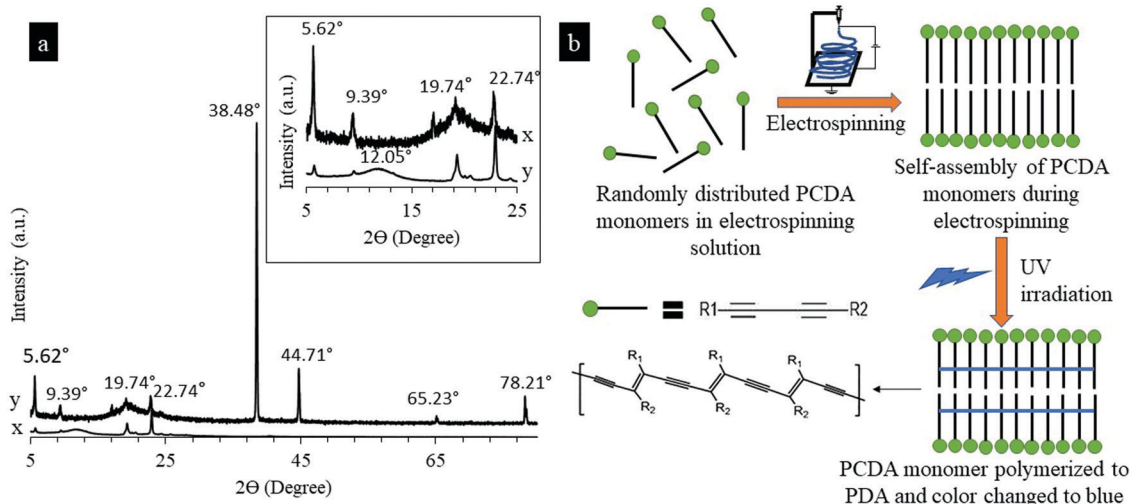 a
Intensity (a.u.)
38.48°
5.62°
9.39°
19.74°
22.74°
44.71°
65.23°
78.21°
y
x
5
25
45
65
2Θ (Degree)
Intensity (a.u.)
5.62°
9.39°
19.74°
22.74°
12.05°
x
y
5
15
25
2Θ (Degree)
b
Electrospinning
Randomly distributed PCDA
monomers in electrospinning
solution
Self-assembly of PCDA
monomers during
electrospinning
UV
irradiation
R1
R2
R1 R1 R1
R2 R2 R2
PCDA monomer polymerized to
PDA and color changed to blue